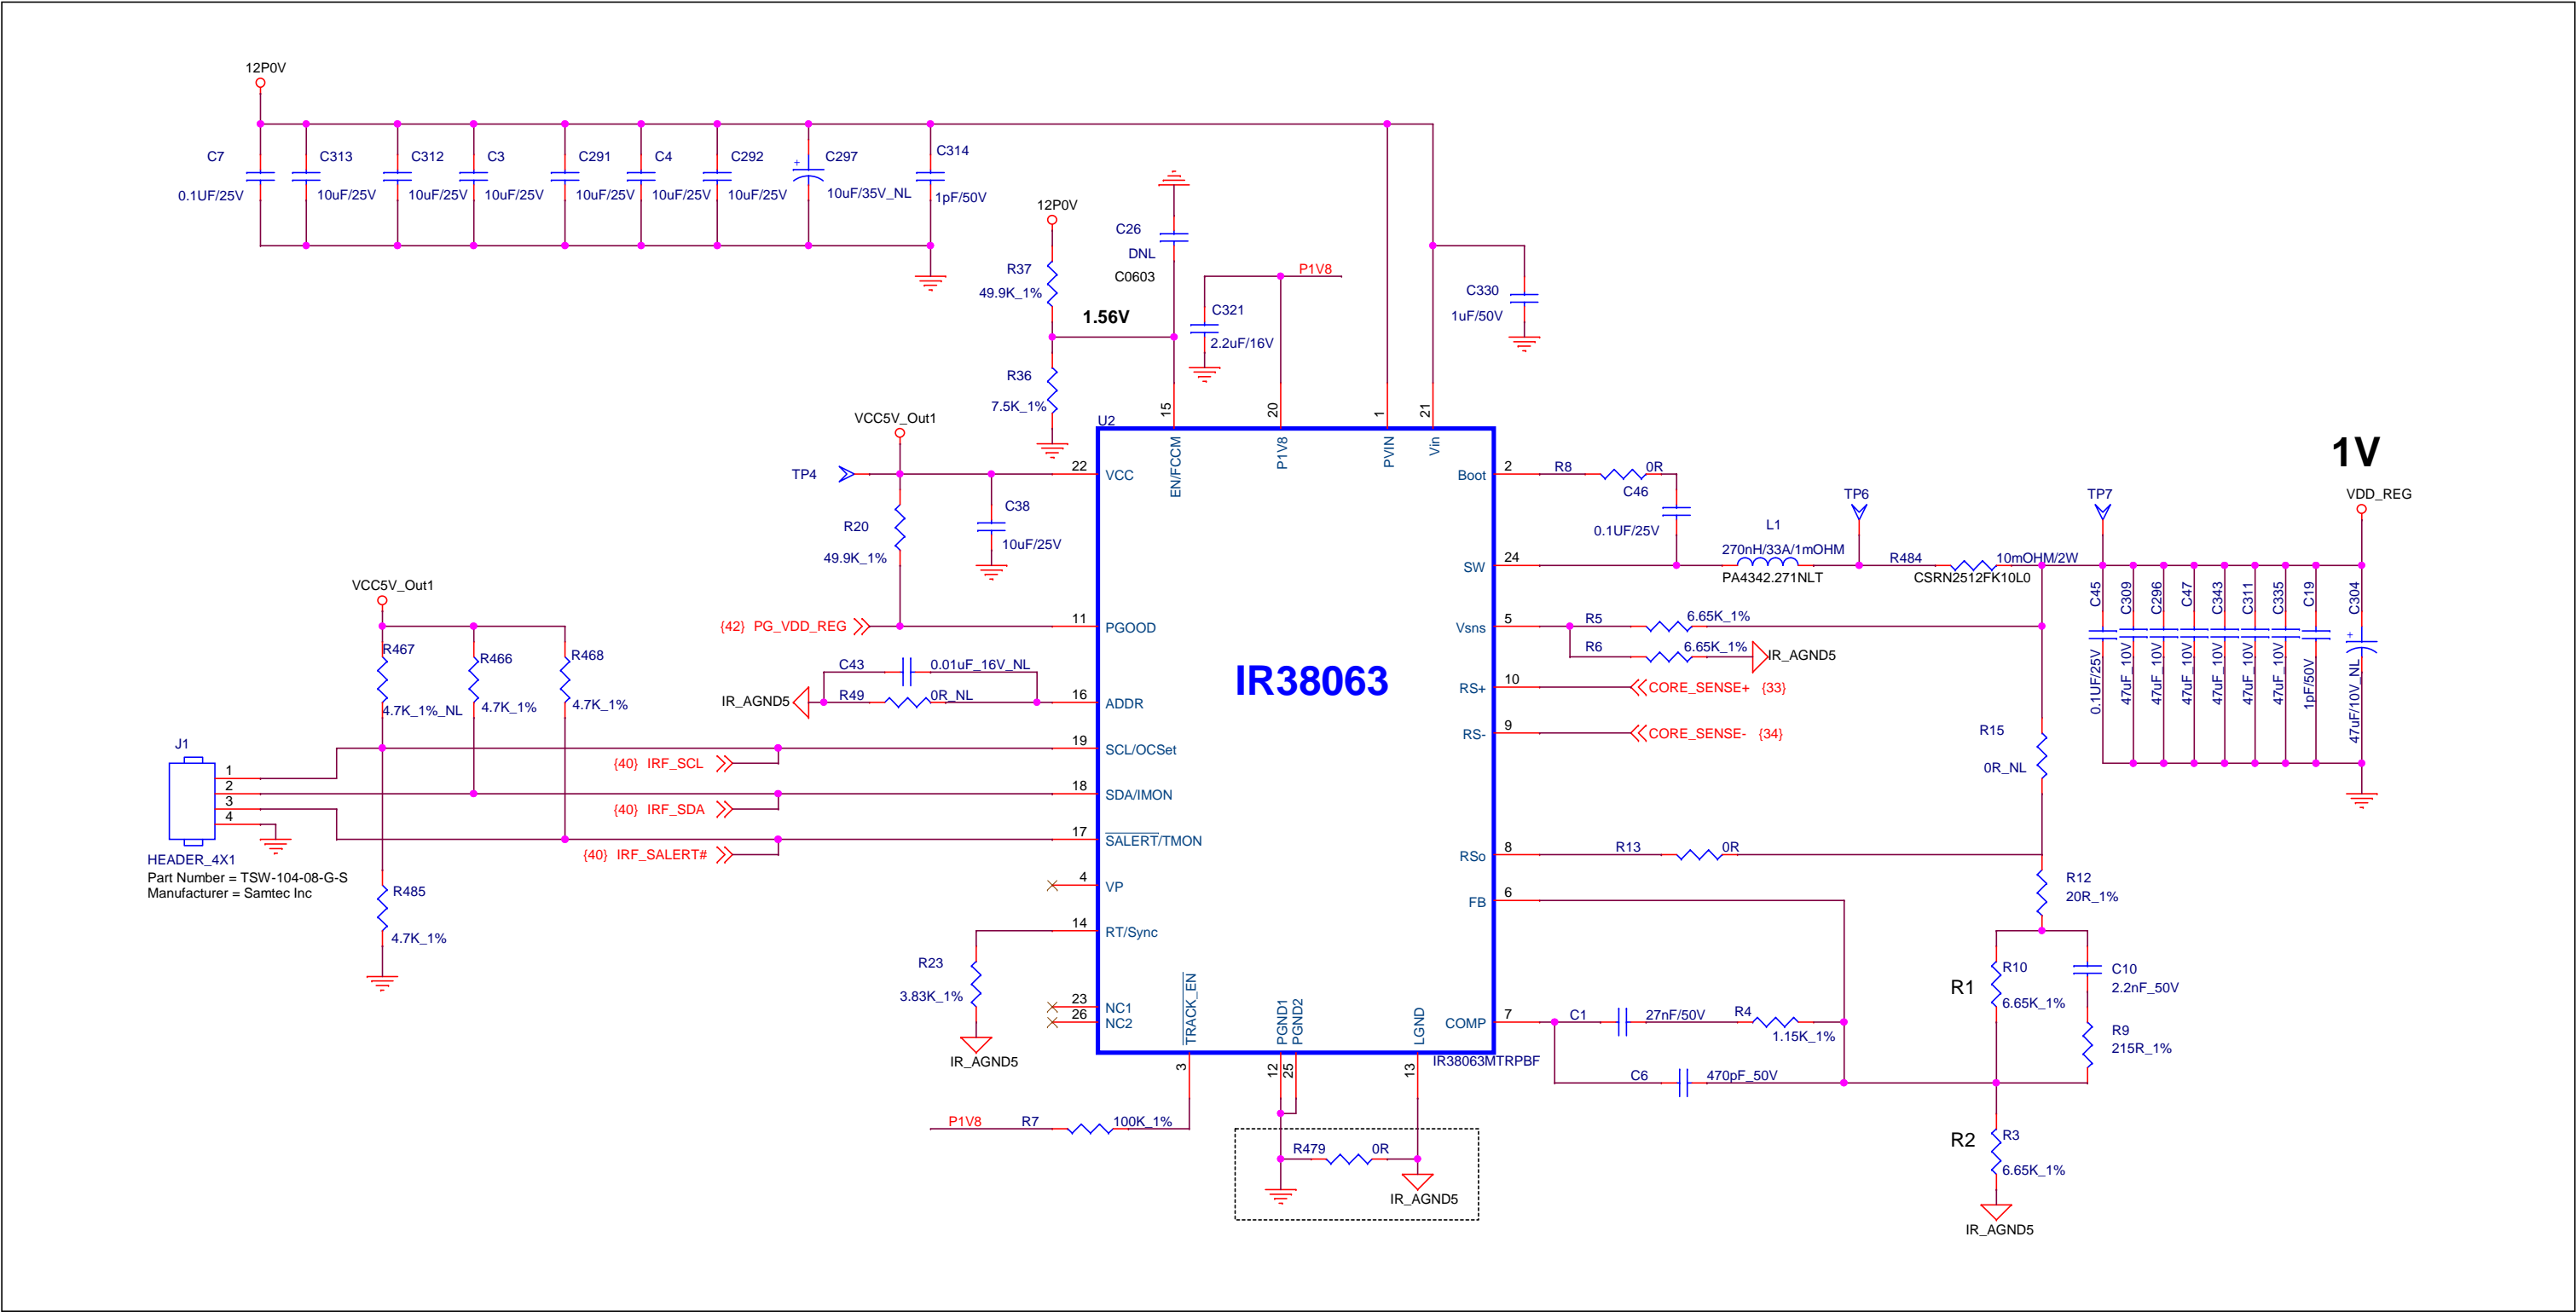 12P0V
C7
0.1UF/25V
C313
10uF/25V
C312
10uF/25V
C3
10uF/25V
C291
10uF/25V
C4
10uF/25V
C292
10uF/25V
+
C297
10uF/35V_NL
C314
1pF/50V
12P0V
R37
49.9K_1%
1.56V
R36
7.5K_1%
C26
DNL
C0603
P1V8
C321
2.2uF/16V
C330
1uF/50V
VCC5V_Out1
TP4
R20
49.9K_1%
C38
10uF/25V
{42} PG_VDD_REG
VCC5V_Out1
R467
4.7K_1%_NL
R466
4.7K_1%
R468
4.7K_1%
C43
0.01uF_16V_NL
IR_AGND5
R49
0R_NL
J1
1
2
3
4
HEADER_4X1
Part Number = TSW-104-08-G-S
Manufacturer = Samtec Inc
{40} IRF_SCL
{40} IRF_SDA
{40} IRF_SALERT#
R485
4.7K_1%
R23
3.83K_1%
IR_AGND5
P1V8
R7
100K_1%
U2
IR38063
IR38063MTRPBF
15
EN/FCCM
20
P1V8
1
PVIN
21
Vin
22
VCC
11
PGOOD
16
ADDR
19
SCL/OCSet
18
SDA/IMON
17
SALERT/TMON
4
VP
14
RT/Sync
23
NC1
26
NC2
3
TRACK_EN
12
PGND1
25
PGND2
13
LGND
2
Boot
24
SW
5
Vsns
10
RS+
9
RS-
8
RSo
6
FB
7
COMP
R479
0R
IR_AGND5
R8
0R
C46
0.1UF/25V
L1
270nH/33A/1mOHM
PA4342.271NLT
TP6
R484
10mOHM/2W
CSRN2512FK10L0
TP7
1V
VDD_REG
R5
6.65K_1%
R6
6.65K_1%
IR_AGND5
CORE_SENSE+ {33}
CORE_SENSE- {34}
C45
0.1UF/25V
C309
47uF_10V
C296
47uF_10V
C47
47uF_10V
C343
47uF_10V
C311
47uF_10V
C335
47uF_10V
C19
1pF/50V
C304
+
47uF/10V_NL
R15
0R_NL
R13
0R
R12
20R_1%
R1
R10
6.65K_1%
C10
2.2nF_50V
R9
215R_1%
C1
27nF/50V
R4
1.15K_1%
C6
470pF_50V
R2
R3
6.65K_1%
IR_AGND5